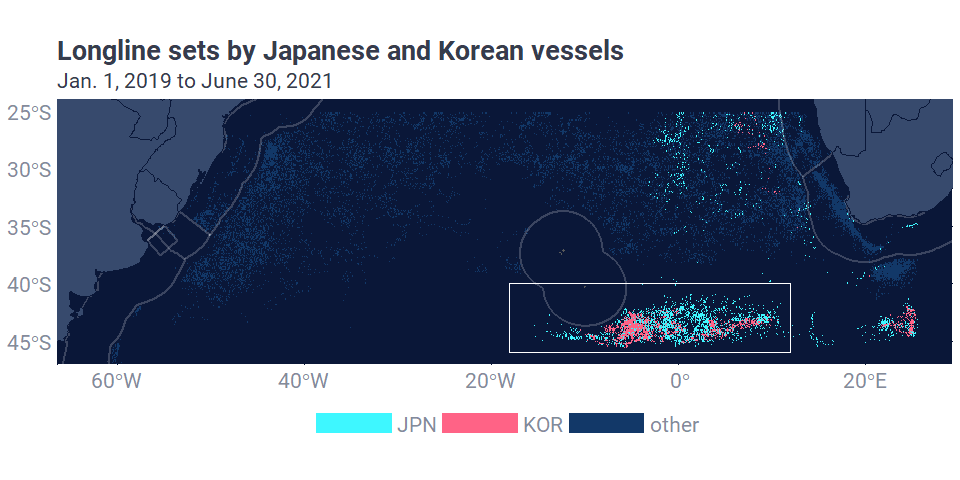 Longline sets by Japanese and Korean vessels
Jan. 1, 2019 to June 30, 2021
25°S
30°S
35°S
40°S
45°S
60°W 40°W 20°W 0° 20°E
JPN KOR other